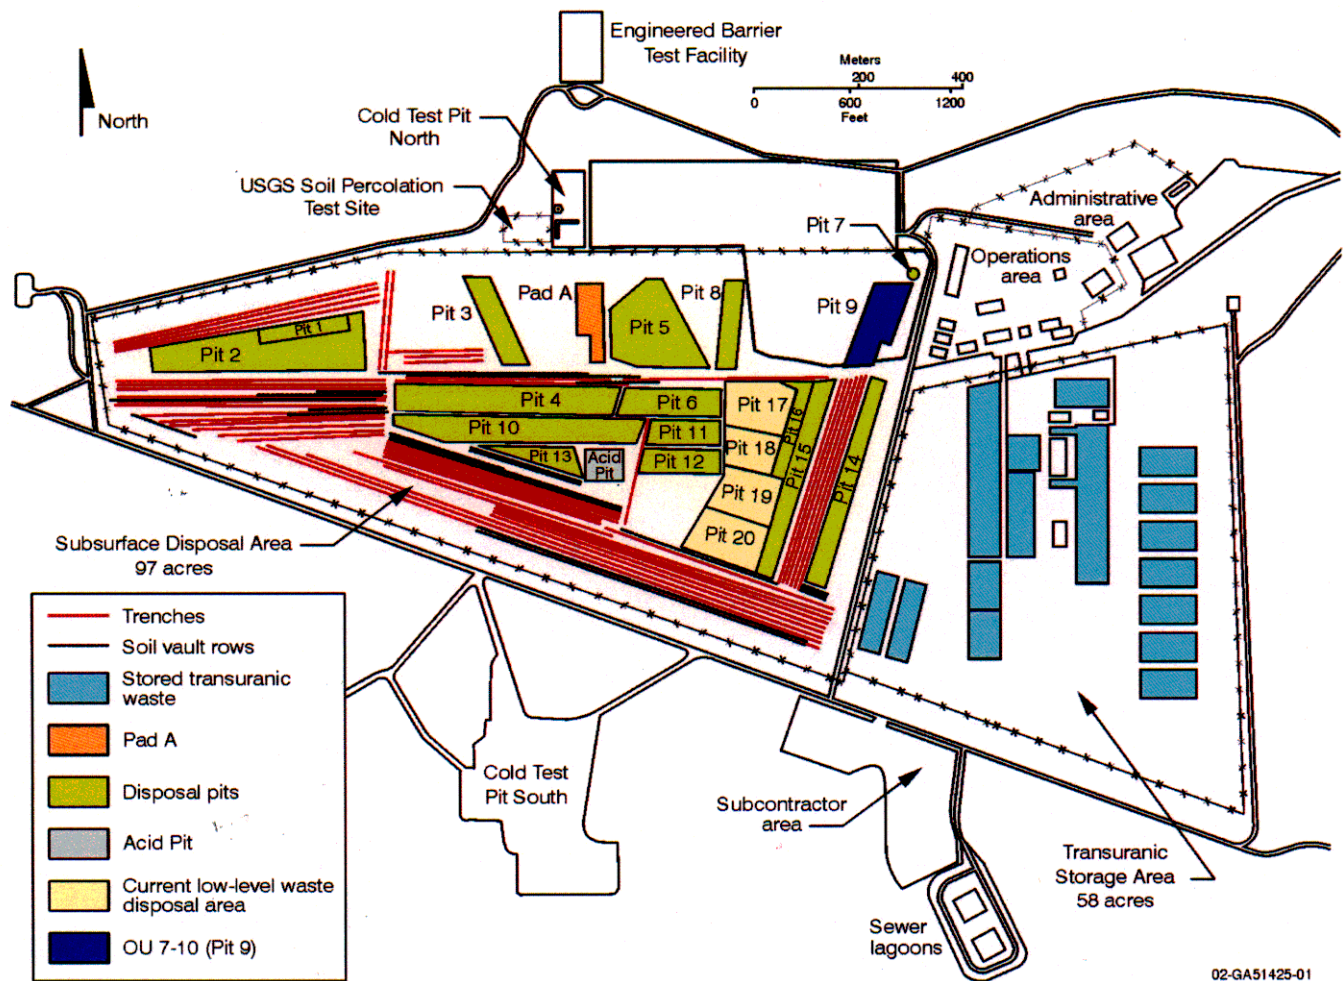 Engineered Barrier
Test Facility
Meters
200
400
0
600
1200
Feet
North
Cold Test Pit
North
USGS Soil Percolation
Test Site
Administrative
area
Pit 7
Operations
area
Pit 3
Pad A
Pit 5
Pit 8
Pit 9
Pit 1
Pit 2
Pit 4
Pit 6
Pit 17
Pit 16
Pit 10
Pit 11
Pit 18
Pit 15
Pit 14
Pit 13
Acid
Pit
Pit 12
Pit 19
Pit 20
Subsurface Disposal Area
97 acres
Trenches
Soil vault rows
Stored transuranic
waste
Pad A
Disposal pits
Acid Pit
Current low-level waste
disposal area
OU 7-10 (Pit 9)
Cold Test
Pit South
Subcontractor
area
Sewer
lagoons
Transuranic
Storage Area
58 acres
02-GA51425-01